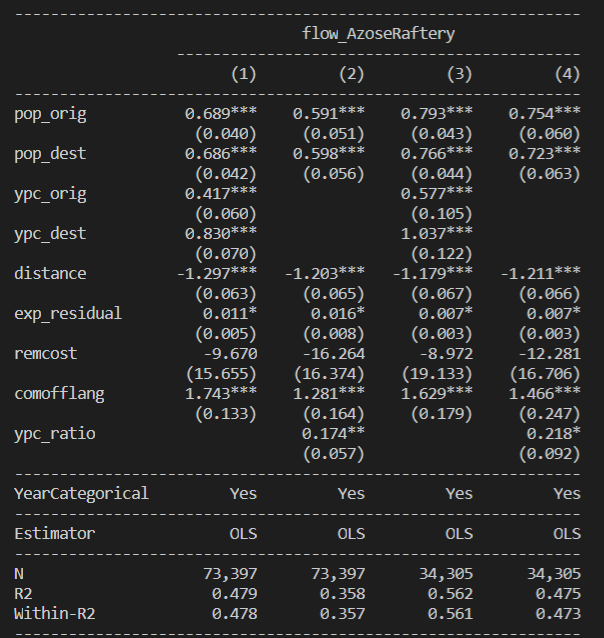 ----------------------------------------------------------
flow_AzoseRaftery
-----------------------------------------
(1) (2) (3) (4)
----------------------------------------------------------
pop_orig 0.689*** 0.591*** 0.793*** 0.754***
(0.040) (0.051) (0.043) (0.060)
pop_dest 0.686*** 0.598*** 0.766*** 0.723***
(0.042) (0.056) (0.044) (0.063)
ypc_orig 0.417*** 0.577***
(0.060) (0.105)
ypc_dest 0.830*** 1.037***
(0.070) (0.122)
distance -1.297*** -1.203*** -1.179*** -1.211***
(0.063) (0.065) (0.067) (0.066)
exp_residual 0.011* 0.016* 0.007* 0.007*
(0.005) (0.008) (0.003) (0.003)
remcost -9.670 -16.264 -8.972 -12.281
(15.655) (16.374) (19.133) (16.706)
comofflang 1.743*** 1.281*** 1.629*** 1.466***
(0.133) (0.164) (0.179) (0.247)
ypc_ratio 0.174** 0.218*
(0.057) (0.092)
----------------------------------------------------------
YearCategorical Yes Yes Yes Yes
----------------------------------------------------------
Estimator OLS OLS OLS OLS
----------------------------------------------------------
N 73,397 73,397 34,305 34,305
R2 0.479 0.358 0.562 0.475
Within-R2 0.478 0.357 0.561 0.473
----------------------------------------------------------